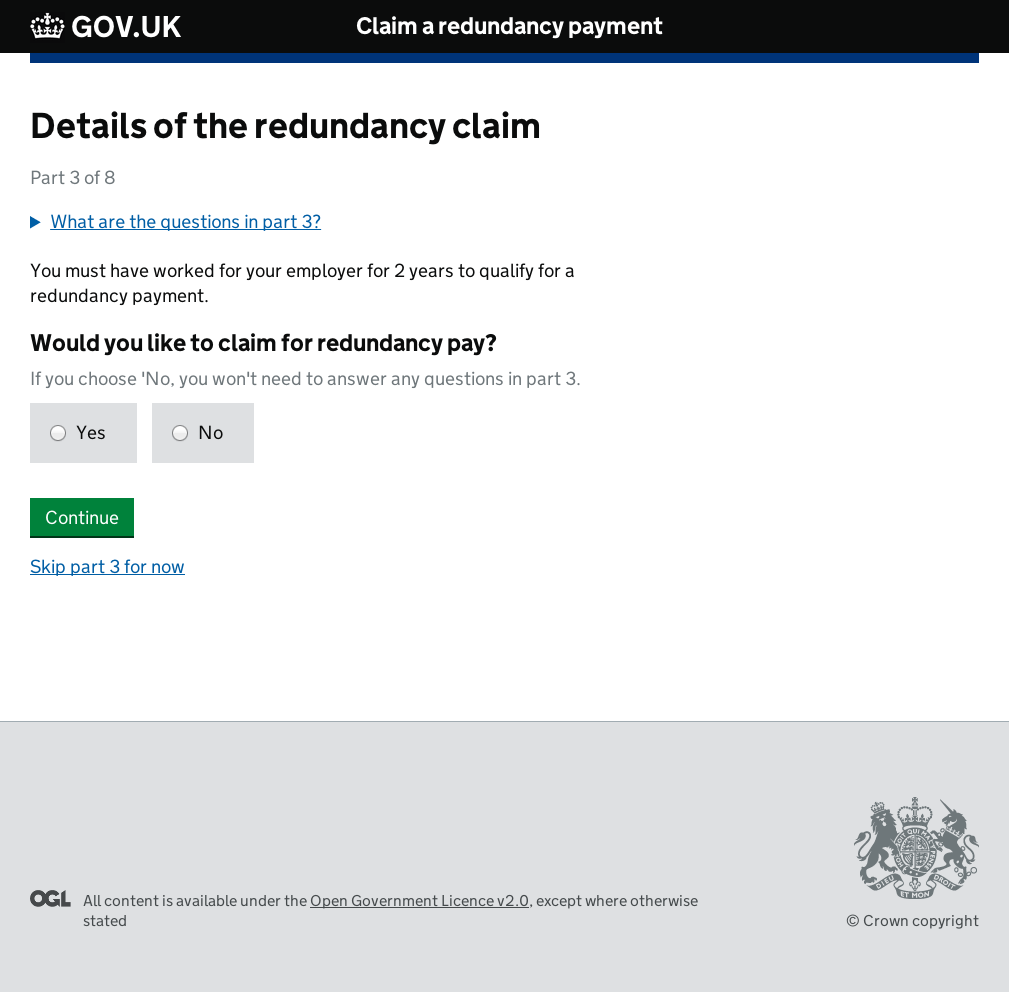 GOV.UK
Claim a redundancy payment
Details of the redundancy claim
Part 3 of 8
What are the questions in part 3?
You must have worked for your employer for 2 years to qualify for a
redundancy payment.
Would you like to claim for redundancy pay?
If you choose 'No, you won't need to answer any questions in part 3.
Yes
No
Continue
Skip part 3 for now
OGL
All content is available under the Open Government Licence v2.0, except where otherwise
stated
DIEU ET MON DROIT
© Crown copyright